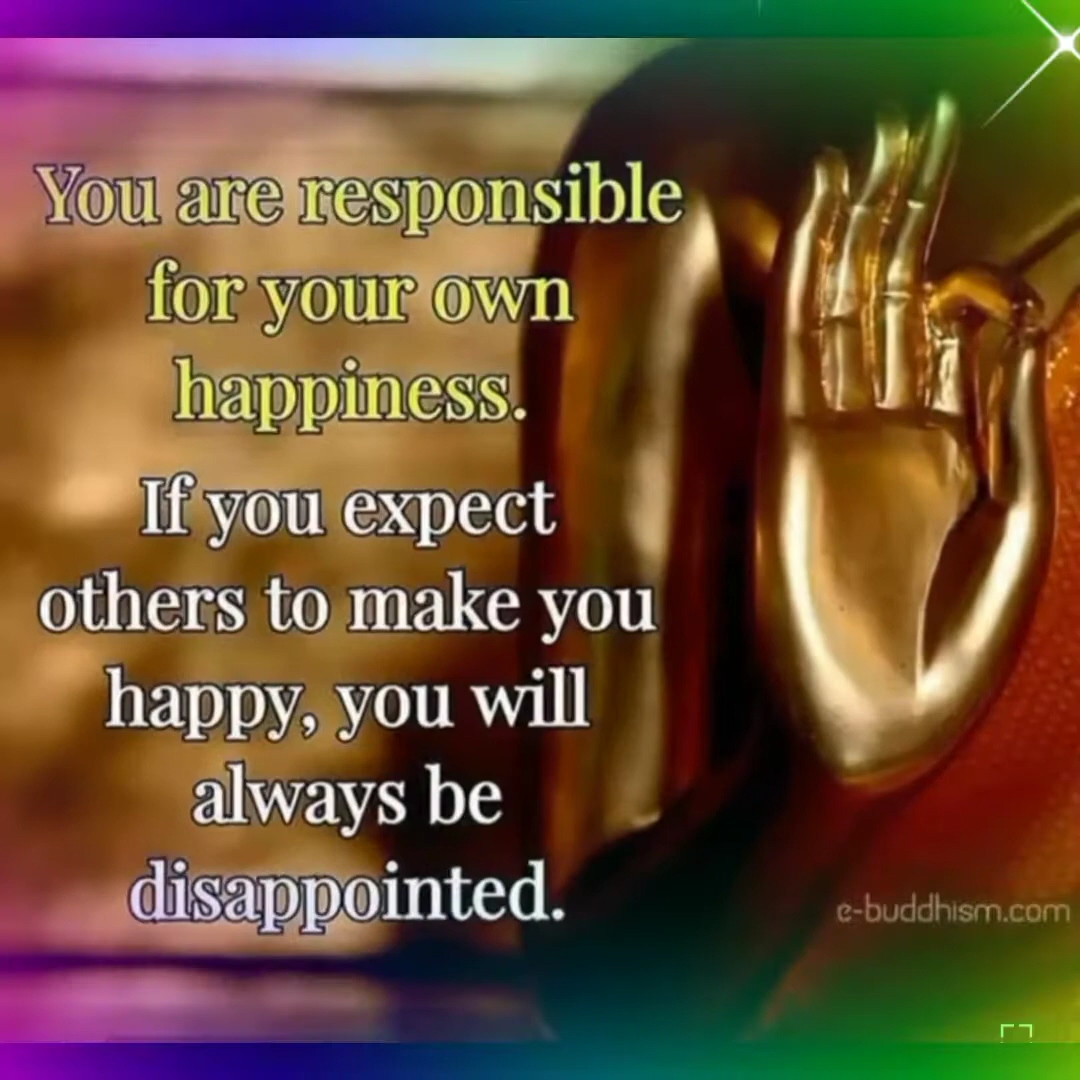 You are responsible
for your own
happiness.
If you expect
others to make you
happy, you will
always be
disappointed.
e-buddhism.com